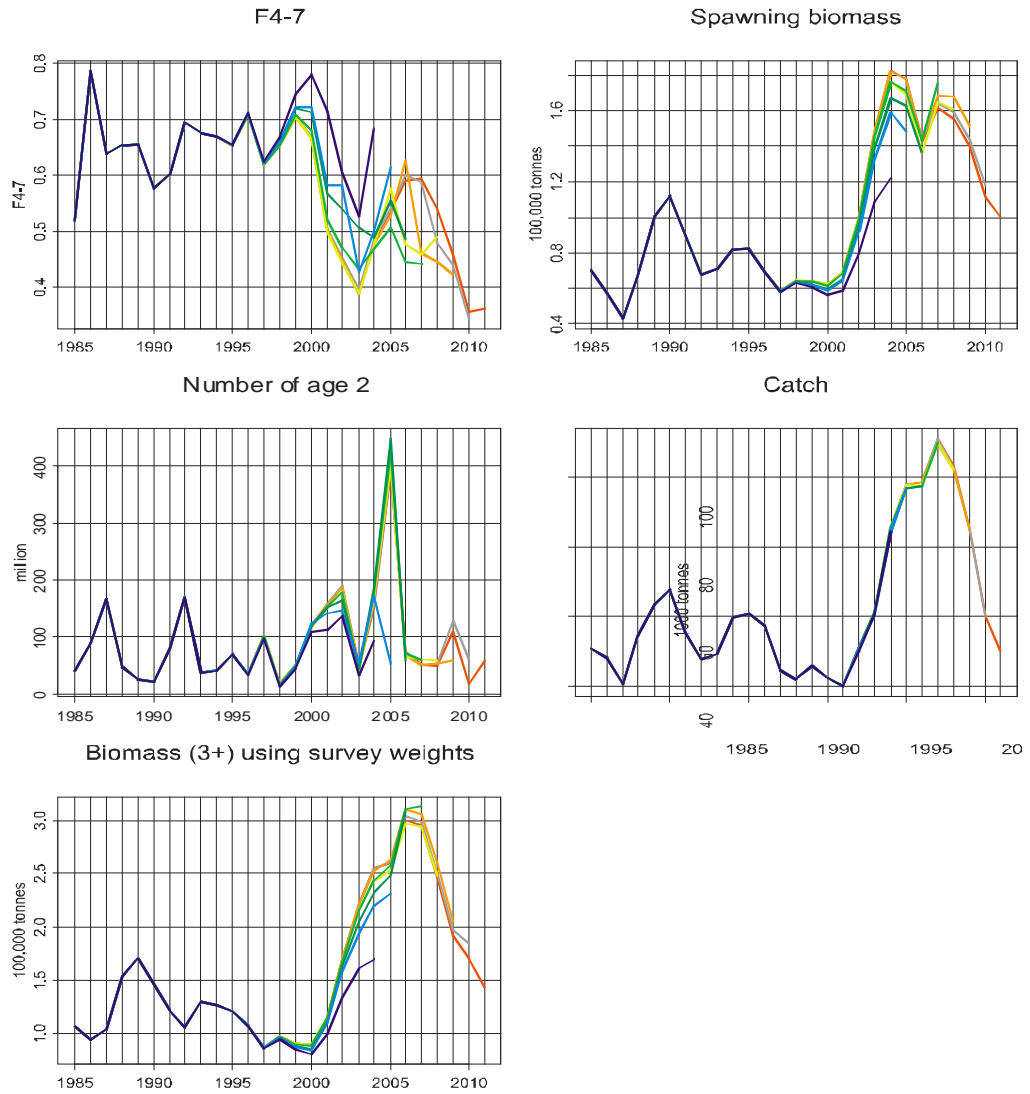 F4-7
Spawning biomass
0.8
0.7
0.6
0.5
0.4
F4-7
1985 1990 1995 2000 2005 2010
1.6
1.2
0.8
0.4
100,000 tonnes
1985 1990 1995 2000 2005 2010
Number of age 2
Catch
400
300
200
100
0
million
1985 1990 1995 2000 2005 2010
100
80
60
40
1000 tonnes
1985 1990 1995 20
Biomass (3+) using survey weights
3.0
2.5
2.0
1.5
1.0
100,000 tonnes
1985 1990 1995 2000 2005 2010